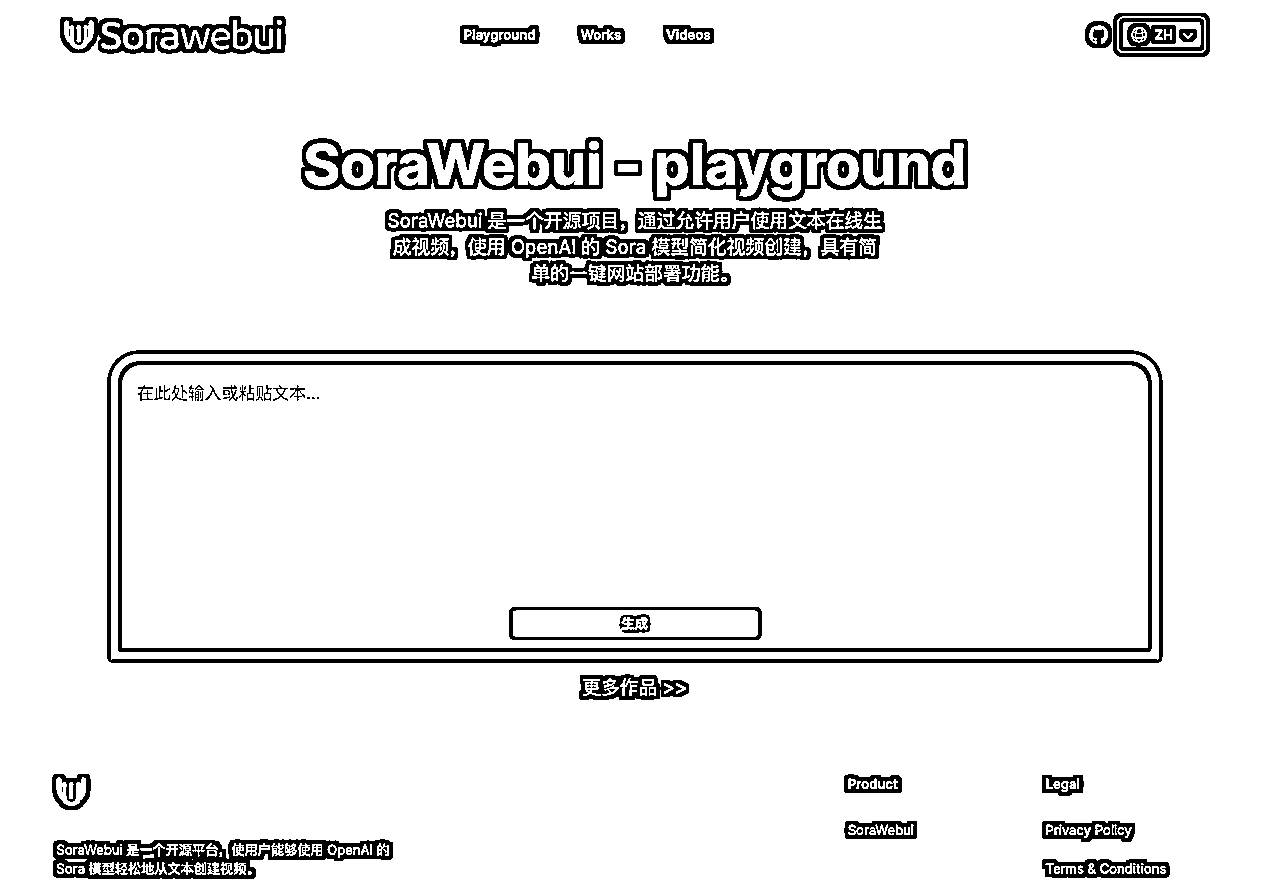 Sorawebui
Playground Works Videos
ZH
SoraWebui - playground
SoraWebui 是一个开源项目，通过允许用户使用文本在线生
成视频，使用 OpenAI 的 Sora 模型简化视频创建，具有简
单的一键网站部署功能。
在此处输入或粘贴文本...
生成
更多作品 >>
Product
Legal
SoraWebui
Privacy Policy
SoraWebui 是一个开源平台，使用户能够使用 OpenAI 的
Sora 模型轻松地从文本创建视频。
Terms & Conditions